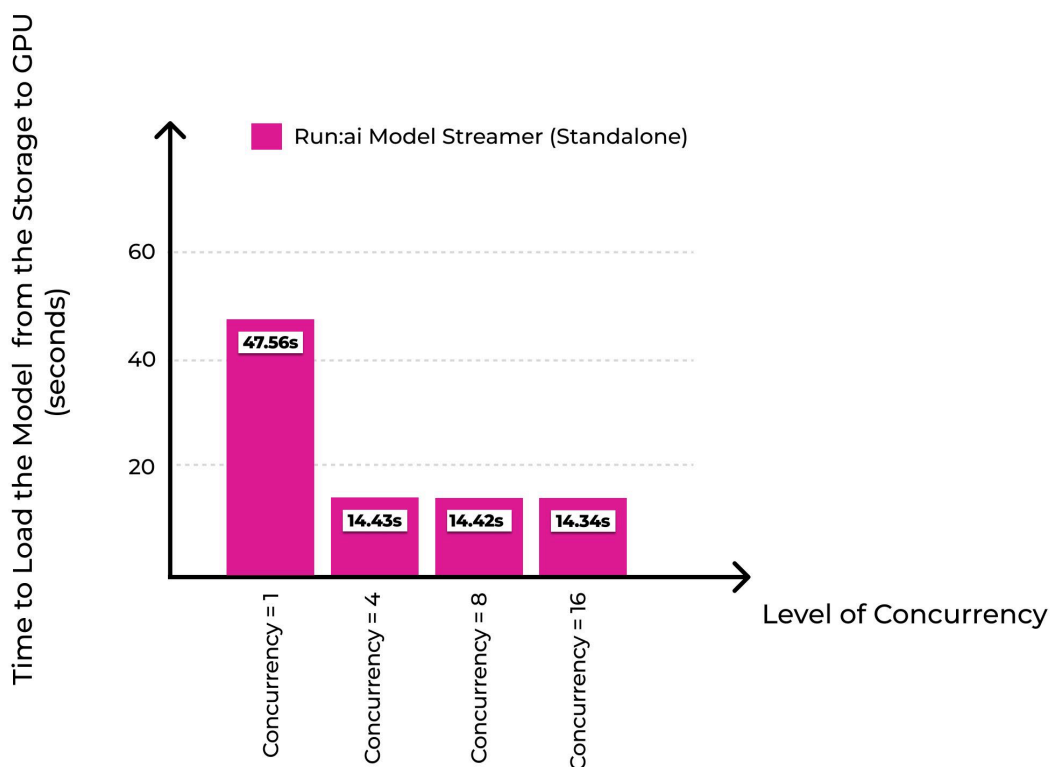 Time to Load the Model from the Storage to GPU
(seconds)
Run:ai Model Streamer (Standalone)
60
40
20
47.56s
14.43s
14.42s
14.34s
Concurrency = 1
Concurrency = 4
Concurrency = 8
Concurrency = 16
Level of Concurrency